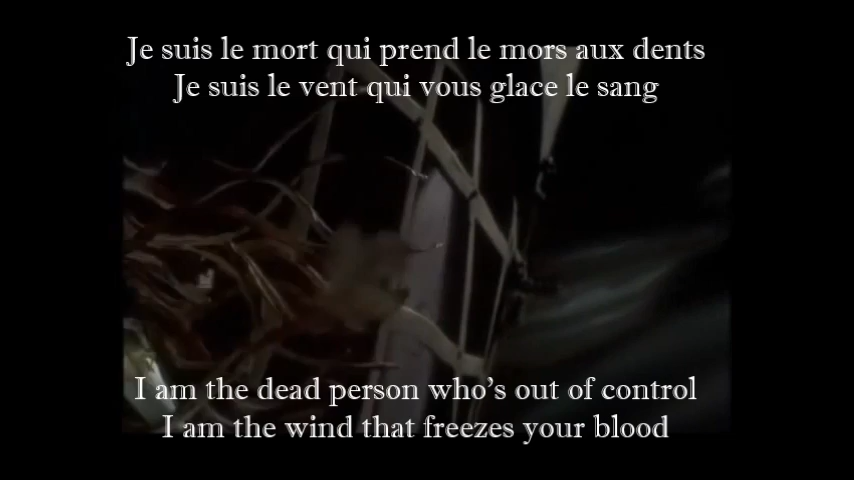 Je suis le mort qui prend le mors aux dents
Je suis le vent qui vous glace le sang
I am the dead person who's out of control
I am the wind that freezes your blood